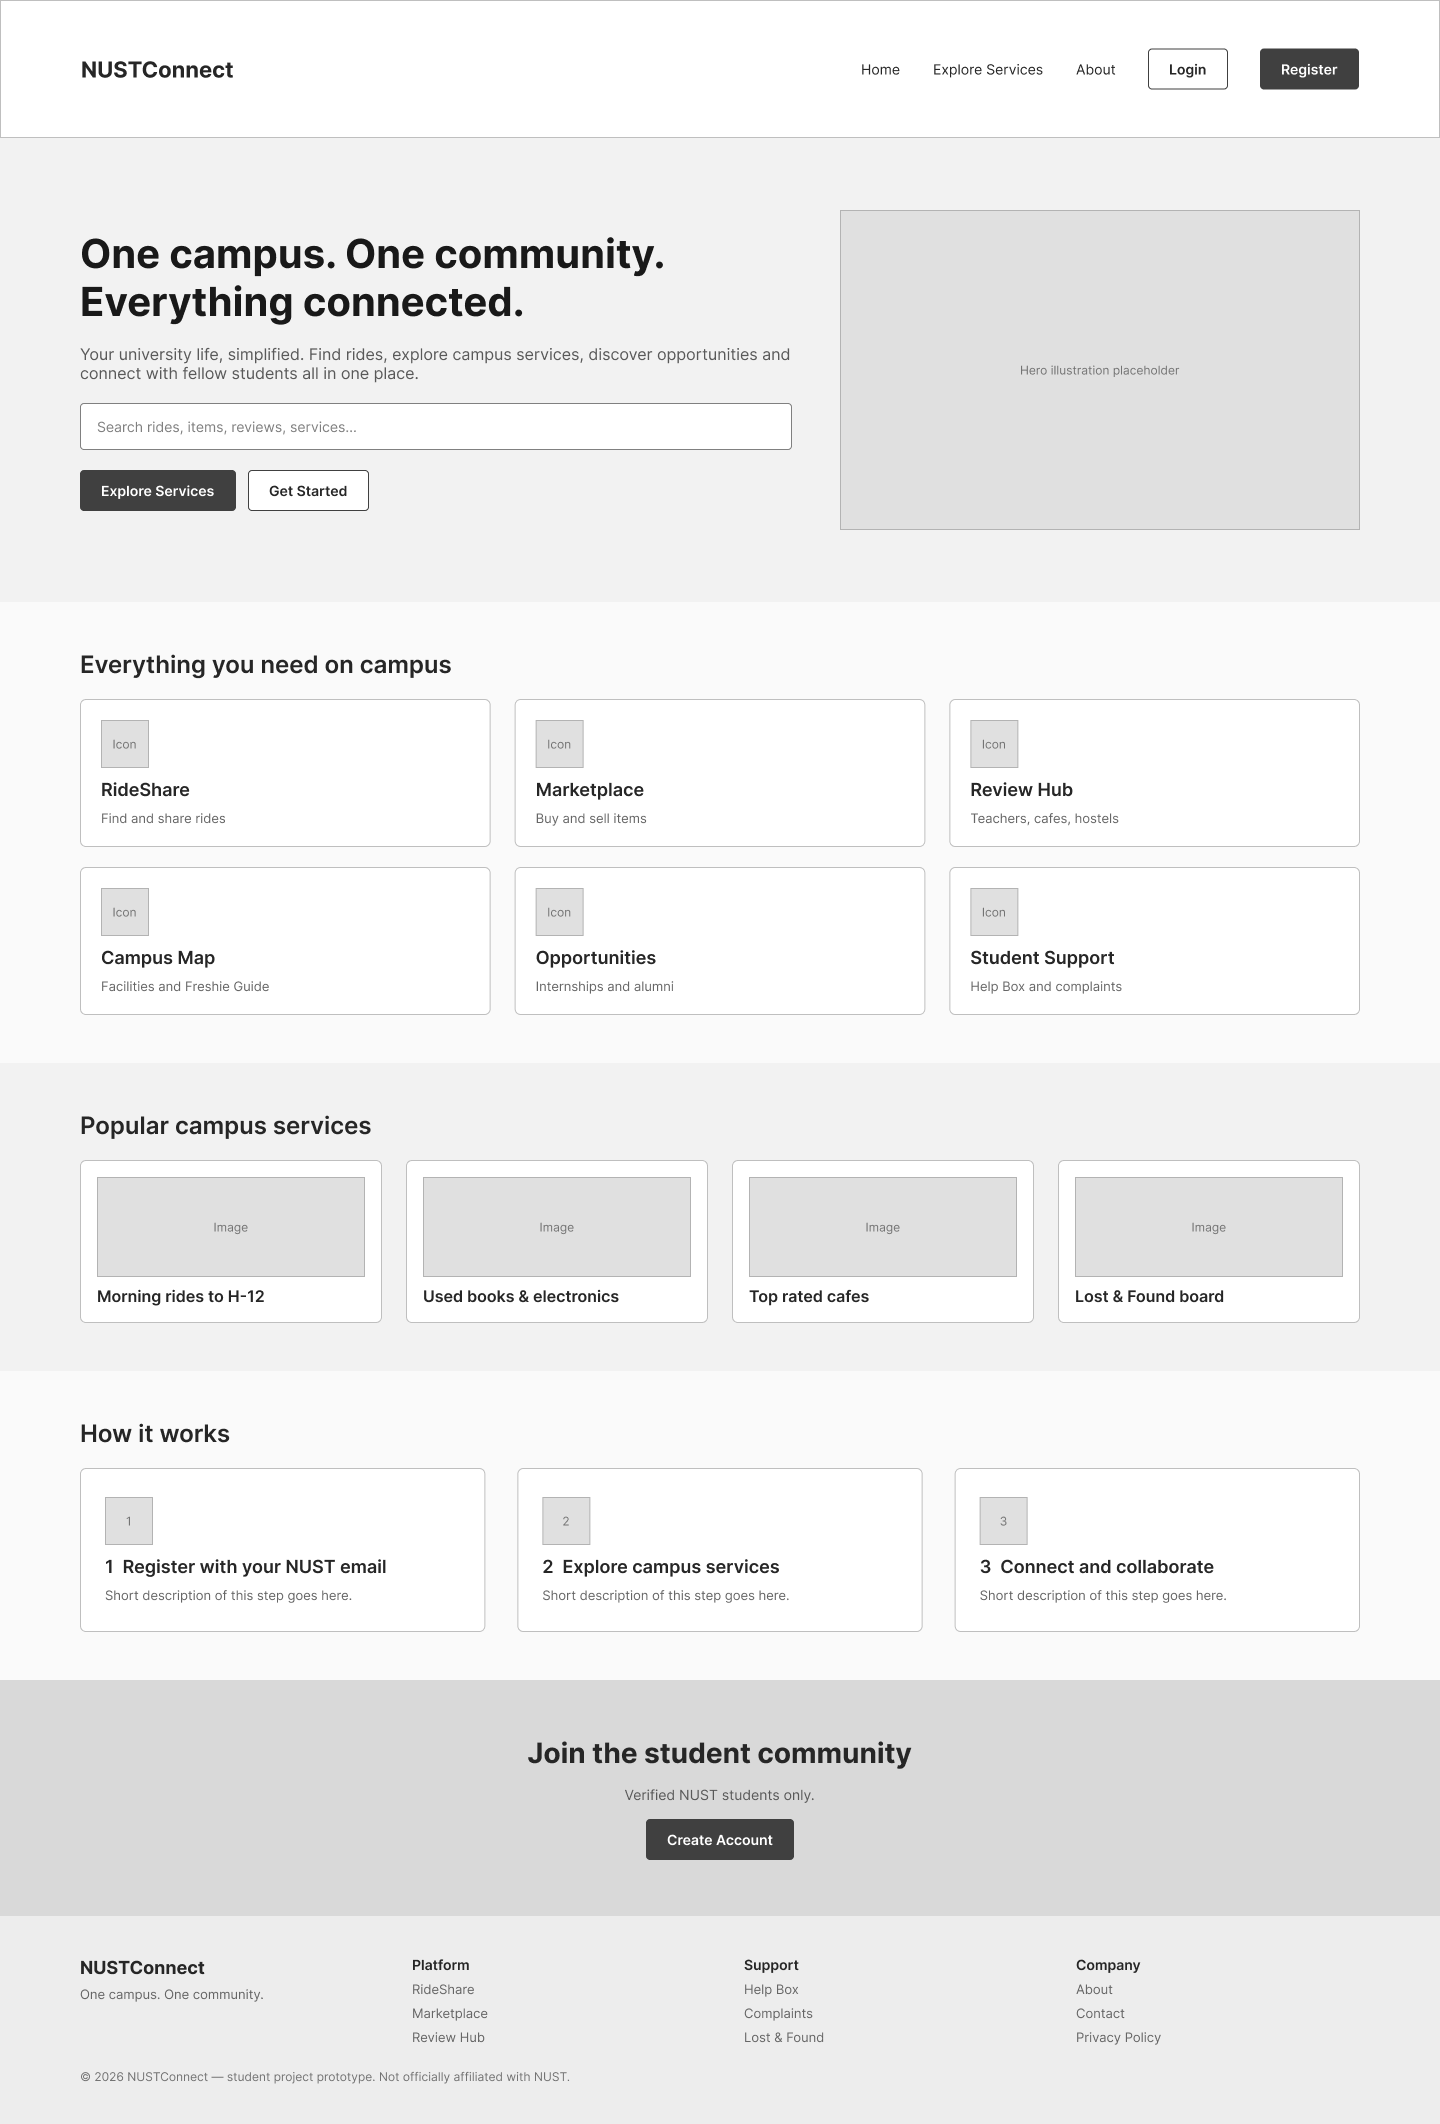 NUSTConnect
Home
Explore Services
About
Login
Register
One campus. One community.
Everything connected.
Your university life, simplified. Find rides, explore campus services, discover opportunities and
connect with fellow students all in one place.
Search rides, items, reviews, services...
Explore Services
Get Started
Hero illustration placeholder
Everything you need on campus
Icon
RideShare
Find and share rides
Icon
Marketplace
Buy and sell items
Icon
Review Hub
Teachers, cafes, hostels
Icon
Campus Map
Facilities and Freshie Guide
Icon
Opportunities
Internships and alumni
Icon
Student Support
Help Box and complaints
Popular campus services
Image
Morning rides to H-12
Image
Used books & electronics
Image
Top rated cafes
Image
Lost & Found board
How it works
1
1 Register with your NUST email
Short description of this step goes here.
2
2 Explore campus services
Short description of this step goes here.
3
3 Connect and collaborate
Short description of this step goes here.
Join the student community
Verified NUST students only.
Create Account
NUSTConnect
One campus. One community.
Platform
RideShare
Marketplace
Review Hub
Support
Help Box
Complaints
Lost & Found
Company
About
Contact
Privacy Policy
© 2026 NUSTConnect — student project prototype. Not officially affiliated with NUST.